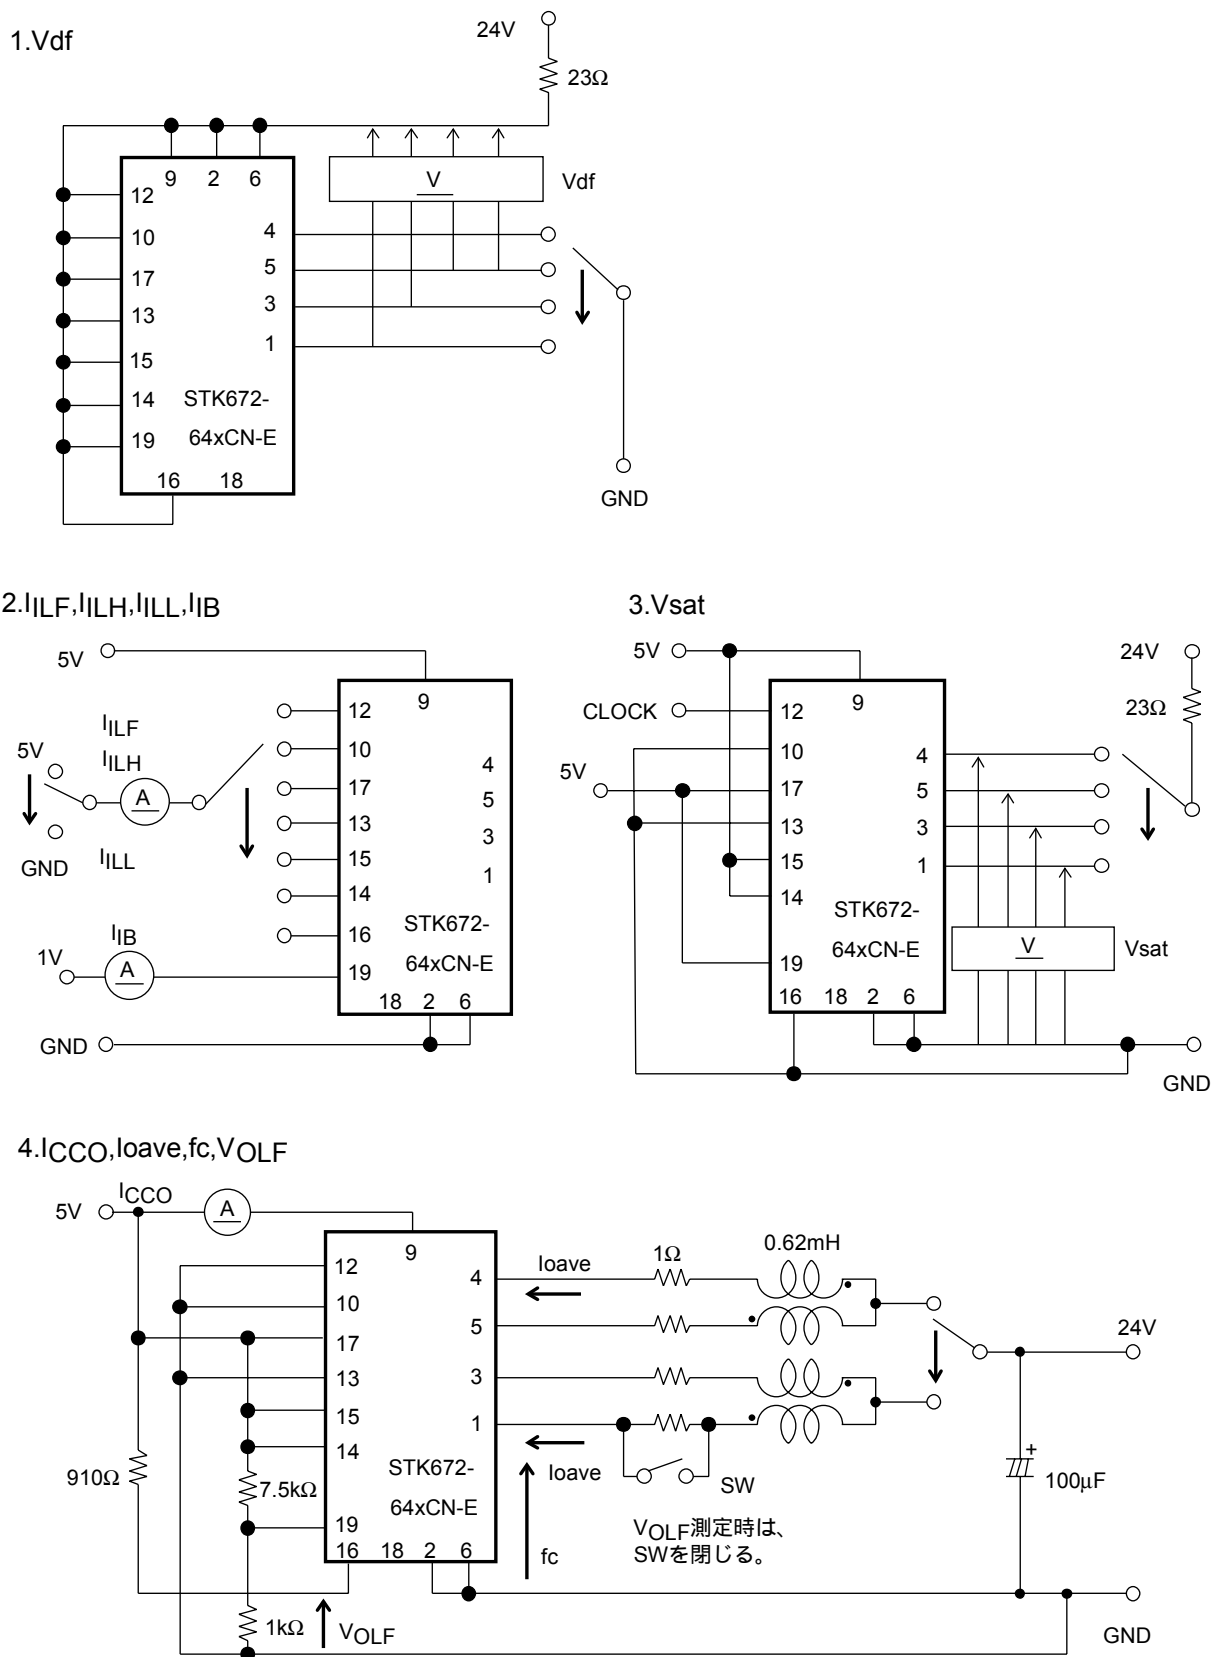 1.Vdf
24V
23Ω
9 2 6
V
Vdf
12
10
17
13
15
14
19
4
5
3
1
STK672-
64xCN-E
16 18
GND
2.IILF,IILH,IILL,IIB
5V
9
IILF
IILH
5V
A
GND
IILL
12
10
17
13
15
14
16
19
4
5
3
1
STK672-
64xCN-E
IIB
1V
A
18 2 6
GND
3.Vsat
5V
9
24V
23Ω
CLOCK
5V
12
10
17
13
15
14
19
4
5
3
1
STK672-
64xCN-E
V
Vsat
16 18 2 6
GND
4.ICCO,Ioave,fc,VOLF
5V
ICCO
A
9
12
10
17
13
15
14
19
4
5
3
1
Ioave
1Ω
0.62mH
24V
910Ω
7.5kΩ
STK672-
64xCN-E
Ioave
SW
+
100μF
VOLF測定時は、
SWを閉じる。
16 18 2 6
fc
1kΩ
VOLF
GND